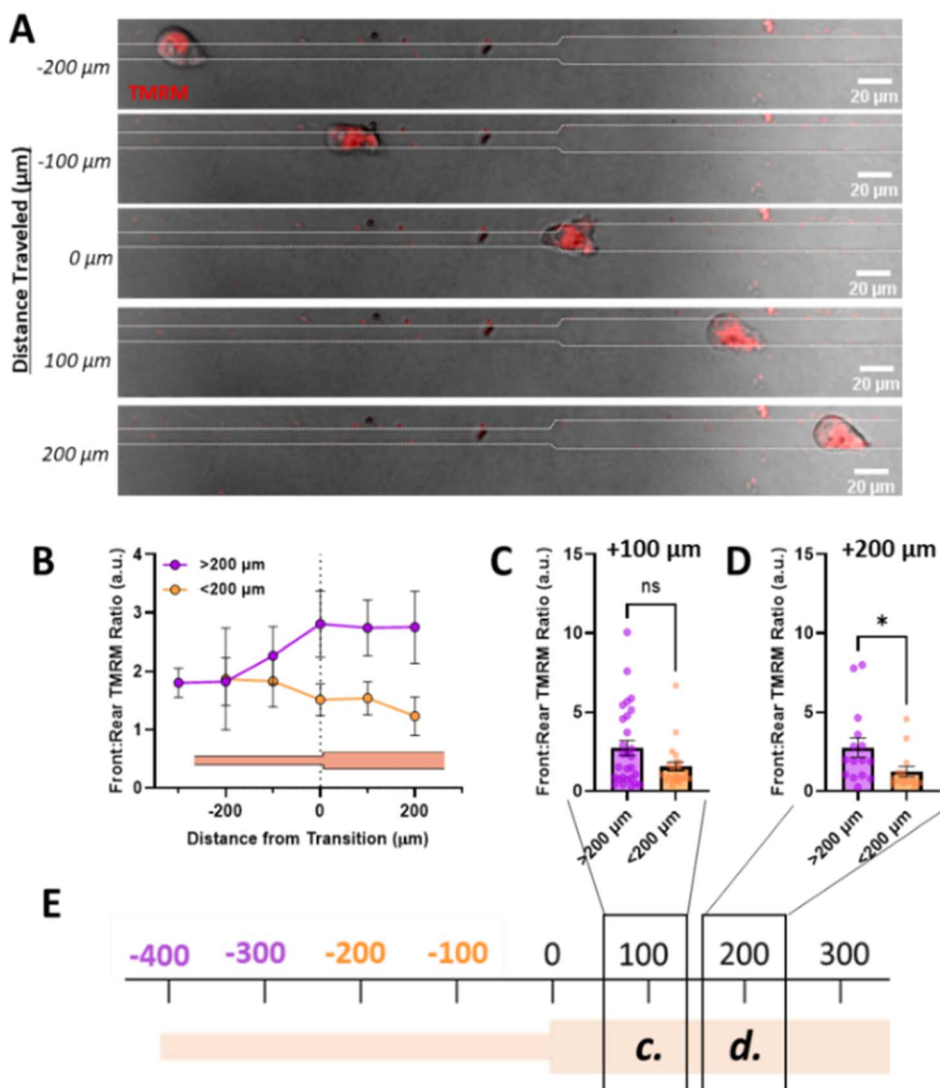 A
Distance Traveled (µm)
-200 µm
TMRM
20 µm
-100 µm
20 µm
0 µm
20 µm
100 µm
20 µm
200 µm
20 µm
B
Front:Rear TMRM Ratio (a.u.)
4
3
2
1
0
>200 µm
<200 µm
-200 0 200
Distance from Transition (µm)
C
+100 µm
Front:Rear TMRM Ratio (a.u.)
15
10
5
0
ns
>200 µm
<200 µm
D
+200 µm
Front:Rear TMRM Ratio (a.u.)
15
10
5
0
*
>200 µm
<200 µm
E
-400 -300 -200 -100 0 100 200 300
c. d.